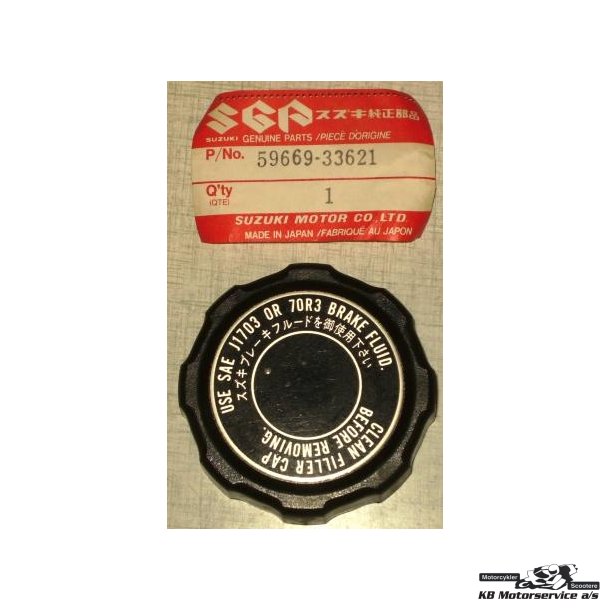 SGP スズキ純正部品
SUZUKI GENUINE PARTS / PIÈCE D'ORIGINE
P/No. 59669-33621
Q'ty 1
(QTE)
SUZUKI MOTOR CO.,LTD.
MADE IN JAPAN / FABRIQUÉ AU JAPON
USE SAE J1703 OR 70R3 BRAKE FLUID.
スズキブレーキフルードを御使用下さい
CLEAN FILLER CAP
BEFORE REMOVING.
Motorcykler Scootere
KB Motorservice a/s